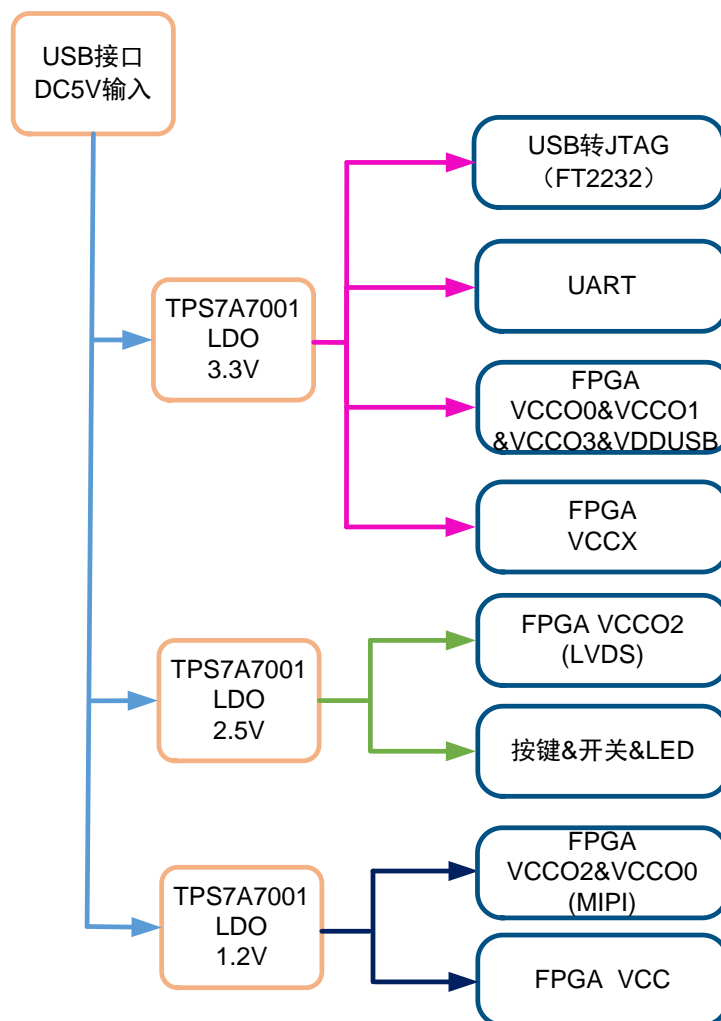 USB接口
DC5V输入
USB转JTAG
（FT2232）
UART
TPS7A7001
LDO
3.3V
FPGA
VCCO0&VCCO1
&VCCO3&VDDUSB
FPGA
VCCX
FPGA VCCO2
(LVDS)
TPS7A7001
LDO
2.5V
按键&开关&LED
FPGA
VCCO2&VCCO0
(MIPI)
TPS7A7001
LDO
1.2V
FPGA  VCC